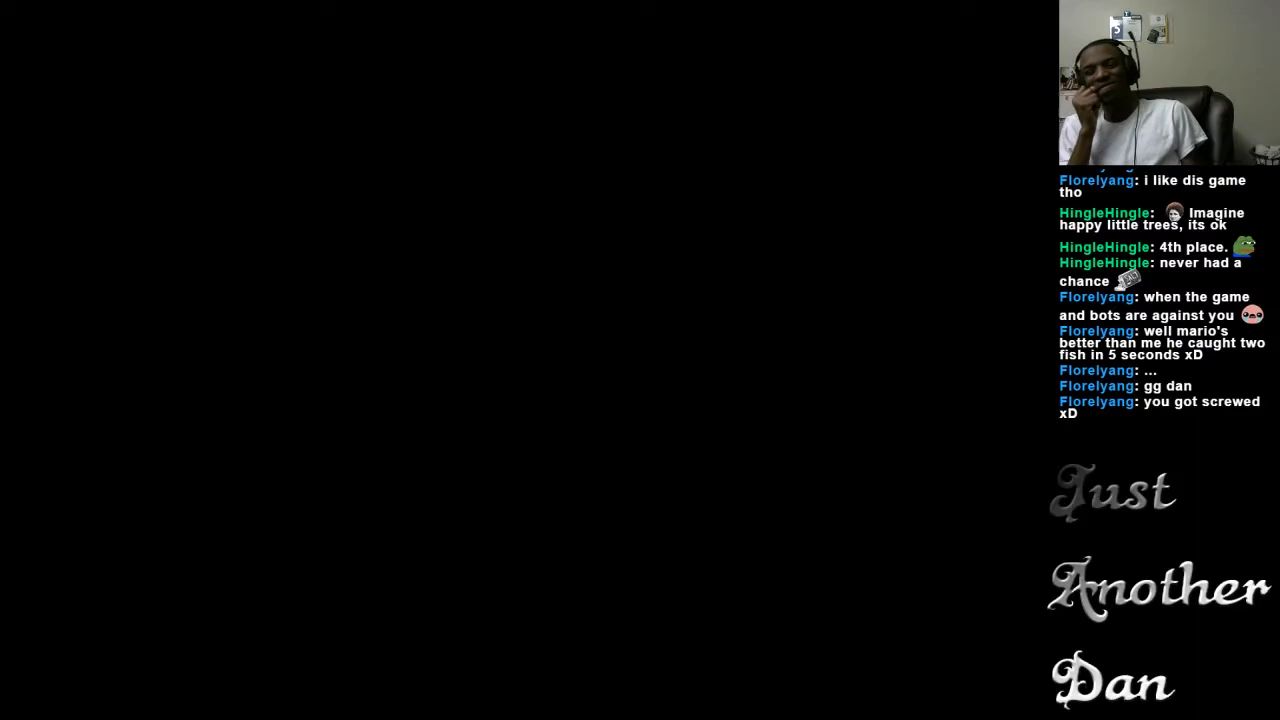 Florelyang: i like dis game
tho
HingleHingle: Imagine
happy little trees, its ok
HingleHingle: 4th place.
HingleHingle: never had a
chance
Florelyang: when the game
and bots are against you
Florelyang: well mario's
better than me he caught two
fish in 5 seconds xD
Florelyang: ...
Florelyang: gg dan
Florelyang: you got screwed
xD
Just
Another
Dan